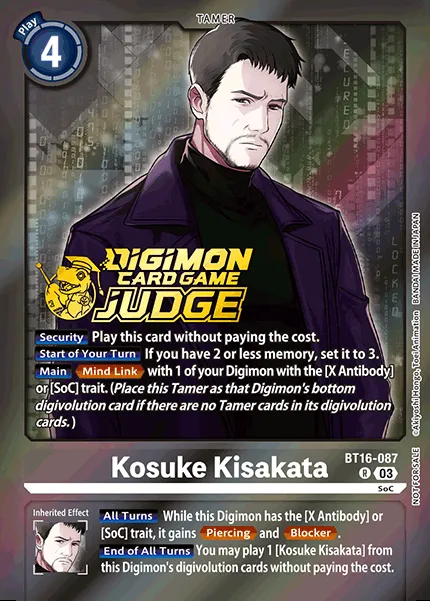 TAMER
Play
4
DIGIMON
CARD GAME
JUDGE
Security Play this card without paying the cost.
Start of Your Turn If you have 2 or less memory, set it to 3.
Main Mind Link with 1 of your Digimon with the [X Antibody]
or [SoC] trait. (Place this Tamer as that Digimon's bottom
digivolution card if there are no Tamer cards in its digivolution
cards.)
Kosuke Kisakata
BT16-087
R 03
SoC
Inherited Effect
All Turns While this Digimon has the [X Antibody] or
[SoC] trait, it gains Piercing and Blocker.
End of All Turns You may play 1 [Kosuke Kisakata] from
this Digimon's digivolution cards without paying the cost.
NOT FOR SALE ©Akiyoshi Hongo, Toei Animation BANDAI MADE IN JAPAN
LOCKED